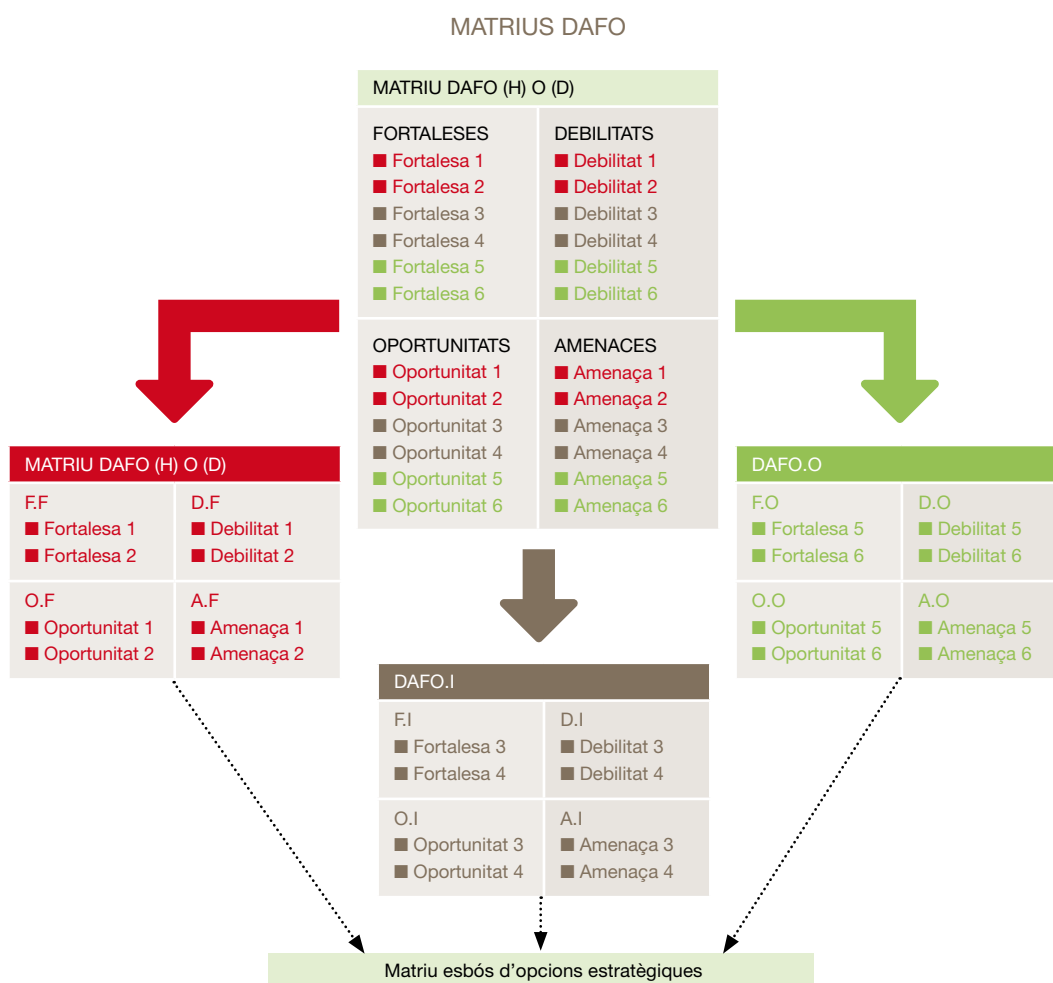 MATRIUS DAFO
MATRIU DAFO (H) O (D)
FORTALESES
Fortalesa 1
Fortalesa 2
Fortalesa 3
Fortalesa 4
Fortalesa 5
Fortalesa 6
DEBILITATS
Debilitat 1
Debilitat 2
Debilitat 3
Debilitat 4
Debilitat 5
Debilitat 6
OPORTUNITATS
Oportunitat 1
Oportunitat 2
Oportunitat 3
Oportunitat 4
Oportunitat 5
Oportunitat 6
AMENACES
Amenaça 1
Amenaça 2
Amenaça 3
Amenaça 4
Amenaça 5
Amenaça 6
MATRIU DAFO (H) O (D)
F.F
Fortalesa 1
Fortalesa 2
D.F
Debilitat 1
Debilitat 2
O.F
Oportunitat 1
Oportunitat 2
A.F
Amenaça 1
Amenaça 2
DAFO.I
F.I
Fortalesa 3
Fortalesa 4
D.I
Debilitat 3
Debilitat 4
O.I
Oportunitat 3
Oportunitat 4
A.I
Amenaça 3
Amenaça 4
DAFO.O
F.O
Fortalesa 5
Fortalesa 6
D.O
Debilitat 5
Debilitat 6
O.O
Oportunitat 5
Oportunitat 6
A.O
Amenaça 5
Amenaça 6
Matriu esbós d'opcions estratègiques